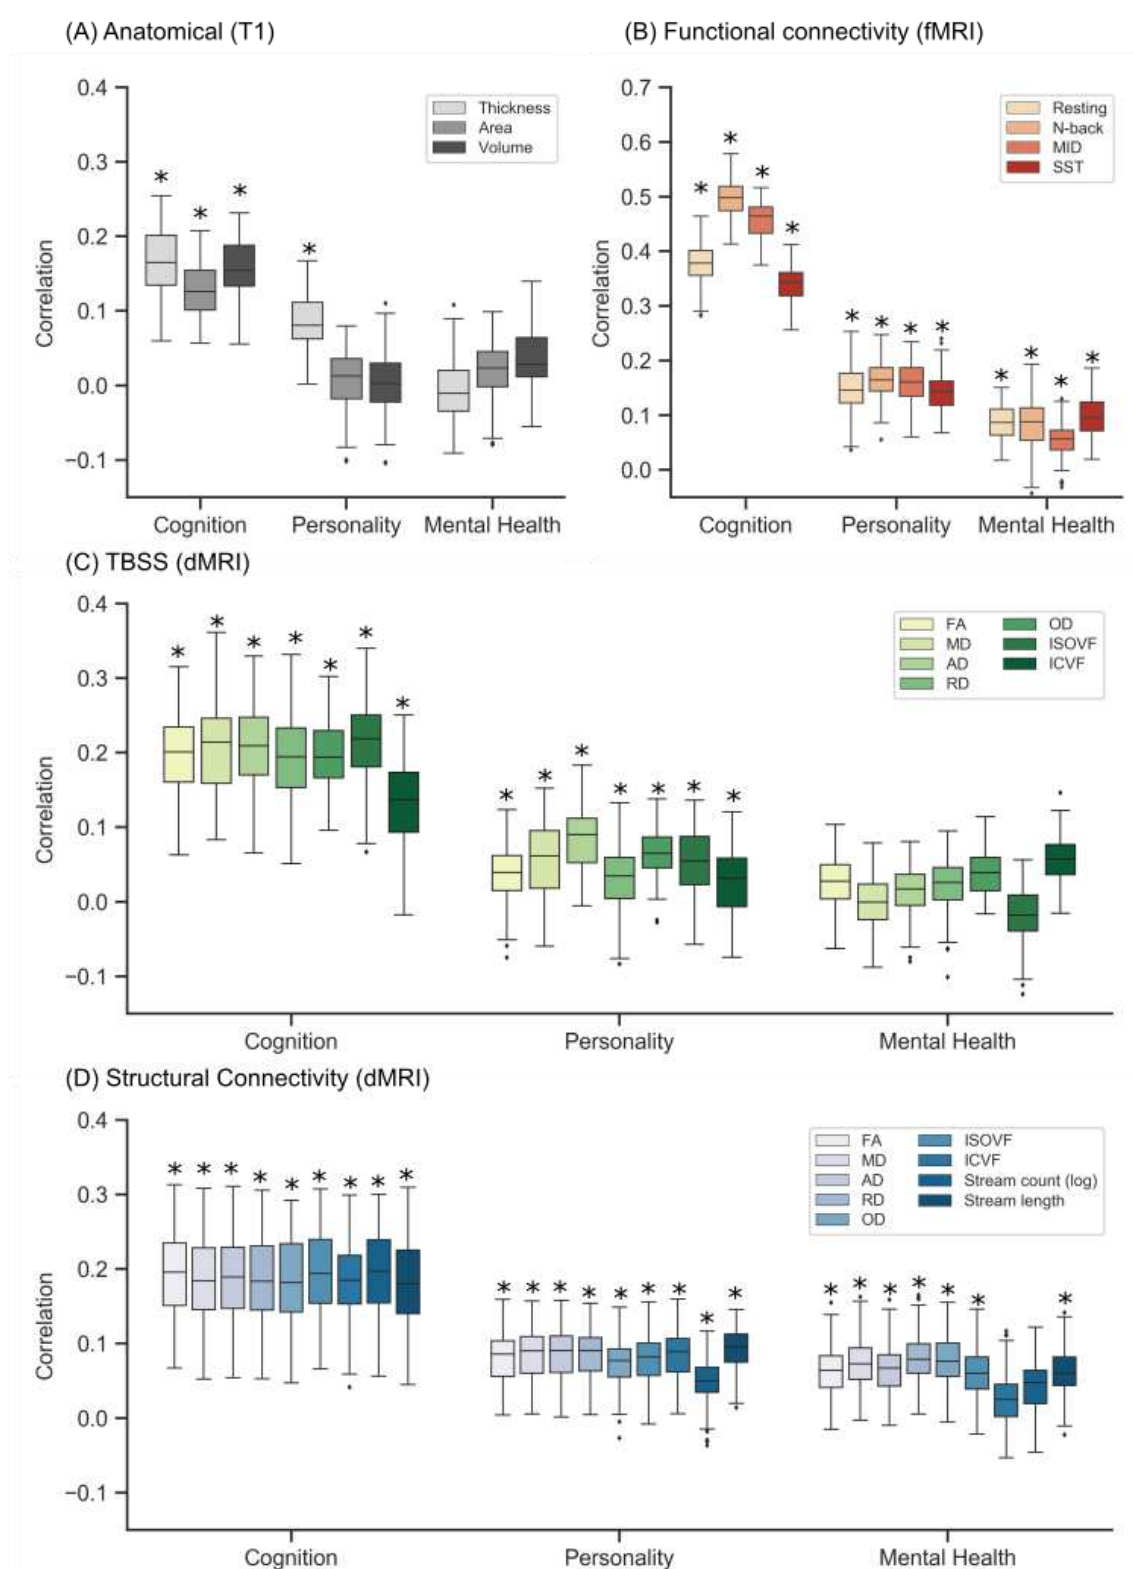 (A) Anatomical (T1)
0.4
0.3
0.2
0.1
0.0
−0.1
Correlation
Thickness
Area
Volume
* * * *
Cognition Personality Mental Health
(B) Functional connectivity (fMRI)
0.7
0.6
0.5
0.4
0.3
0.2
0.1
0.0
Correlation
Resting
N-back
MID
SST
* * * * * * * * * * * *
Cognition Personality Mental Health
(C) TBSS (dMRI)
0.4
0.3
0.2
0.1
0.0
−0.1
Correlation
FA
MD
AD
RD
OD
ISOVF
ICVF
* * * * * * * * * * * * * *
Cognition Personality Mental Health
(D) Structural Connectivity (dMRI)
0.4
0.3
0.2
0.1
0.0
−0.1
Correlation
FA
MD
AD
RD
OD
ISOVF
ICVF
Stream count (log)
Stream length
* * * * * * * * * * * * * * * * * * * * * * * * *
Cognition Personality Mental Health